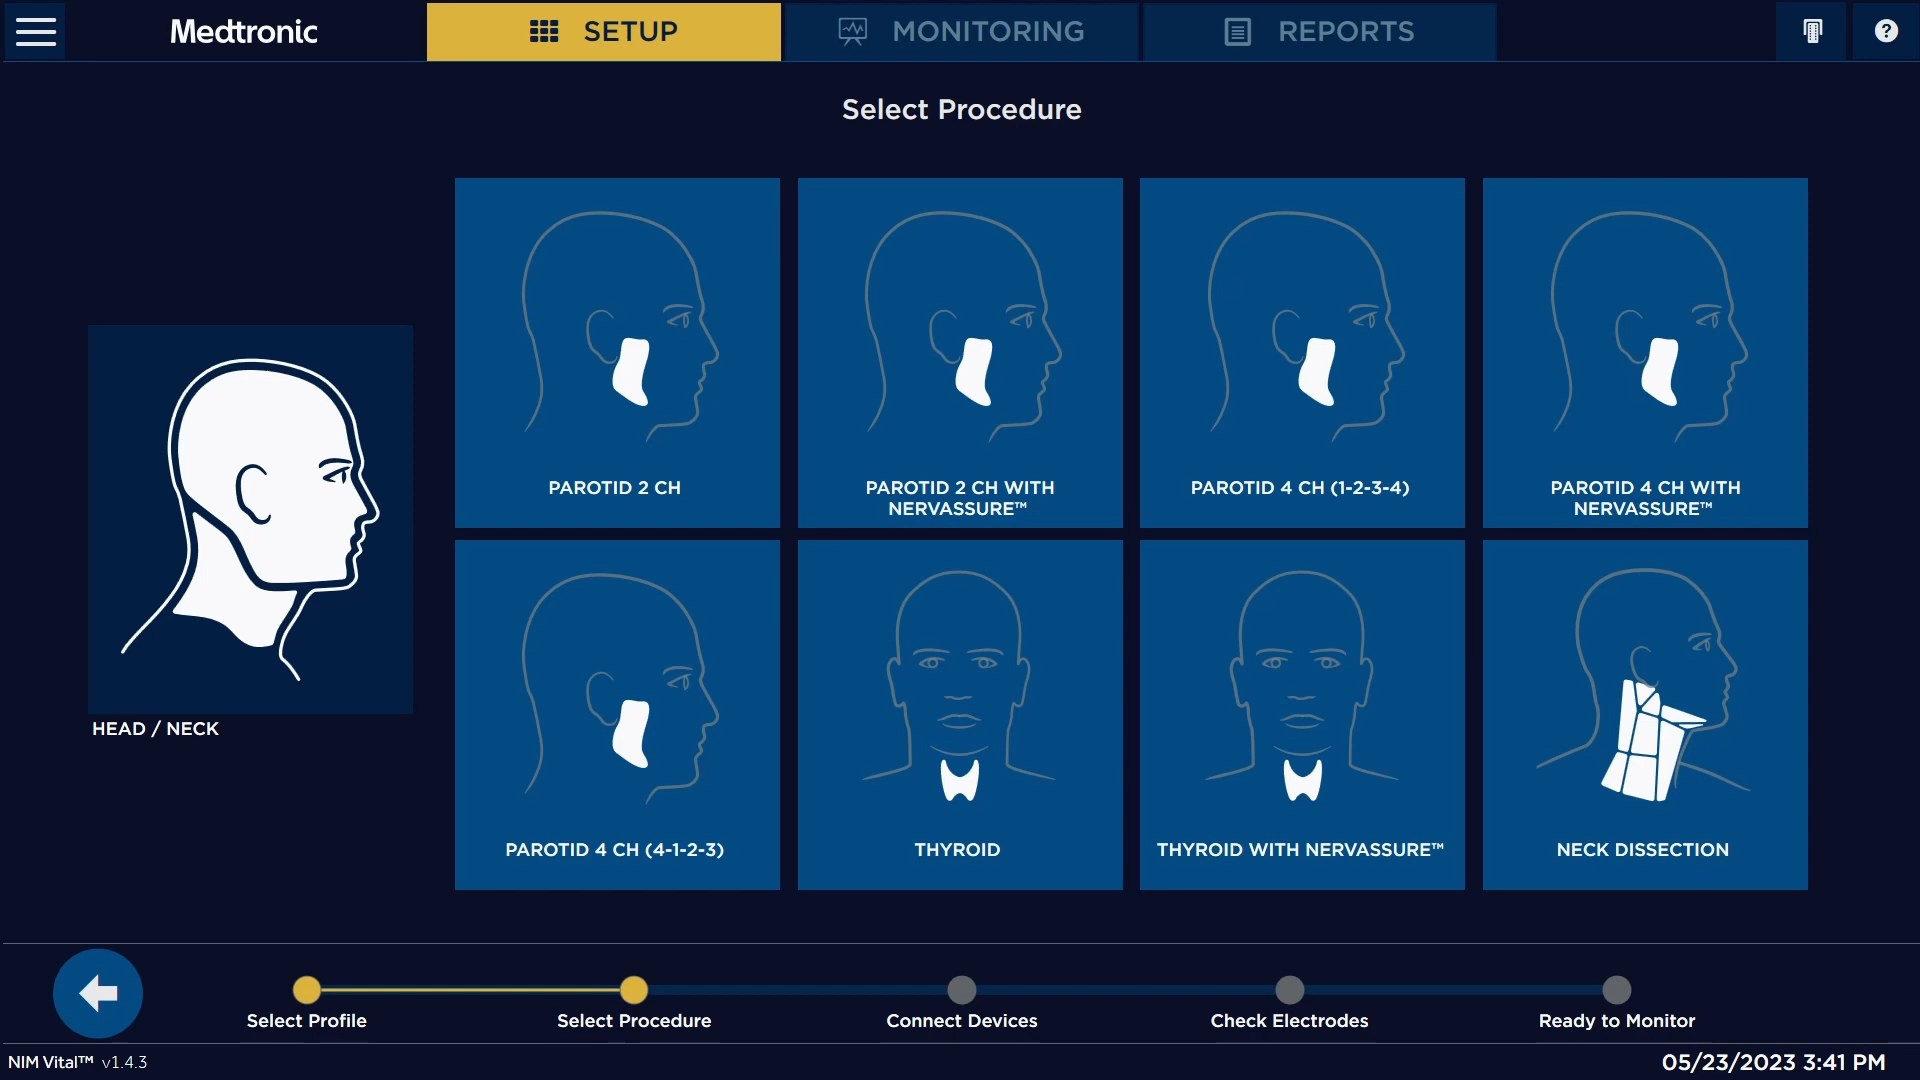 Medtronic
SETUP
MONITORING
REPORTS
?
Select Procedure
PAROTID 2 CH
PAROTID 2 CH WITH
NERVASSURE™
PAROTID 4 CH (1-2-3-4)
PAROTID 4 CH WITH
NERVASSURE™
HEAD / NECK
PAROTID 4 CH (4-1-2-3)
THYROID
THYROID WITH NERVASSURE™
NECK DISSECTION
Select Profile
Select Procedure
Connect Devices
Check Electrodes
Ready to Monitor
NIM Vital™ v1.4.3
05/23/2023 3:41 PM